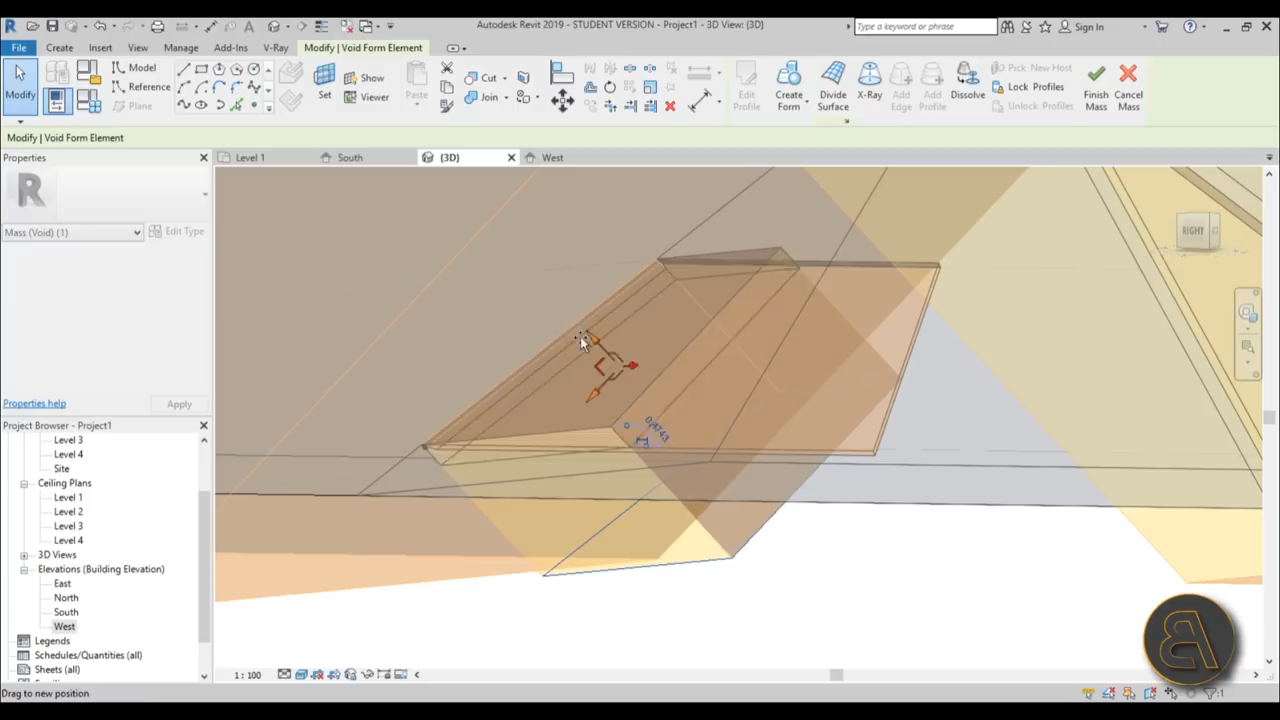 Autodesk Revit 2019 - STUDENT VERSION - Project1 - 3D View: {3D}
Type a keyword or phrase
Sign In
File Create Insert View Manage Add-Ins V-Ray Modify | Void Form Element
Modify
Model
Reference
Plane
Set
Show
Viewer
Paste
Cut
Join
Edit Profile
Create Form
Divide Surface
X-Ray
Add Edge
Add Profile
Dissolve
Pick New Host
Lock Profiles
Unlock Profiles
Finish Mass
Cancel Mass
Modify | Void Form Element
Properties
Level 1
South
{3D}
West
Mass (Void) (1)
Edit Type
RIGHT
0.4743
Properties help
Apply
Project Browser - Project1
Level 3
Level 4
Site
Ceiling Plans
Level 1
Level 2
Level 3
Level 4
3D Views
Elevations (Building Elevation)
East
North
South
West
Legends
Schedules/Quantities (all)
Sheets (all)
1 : 100
Drag to new position
:1